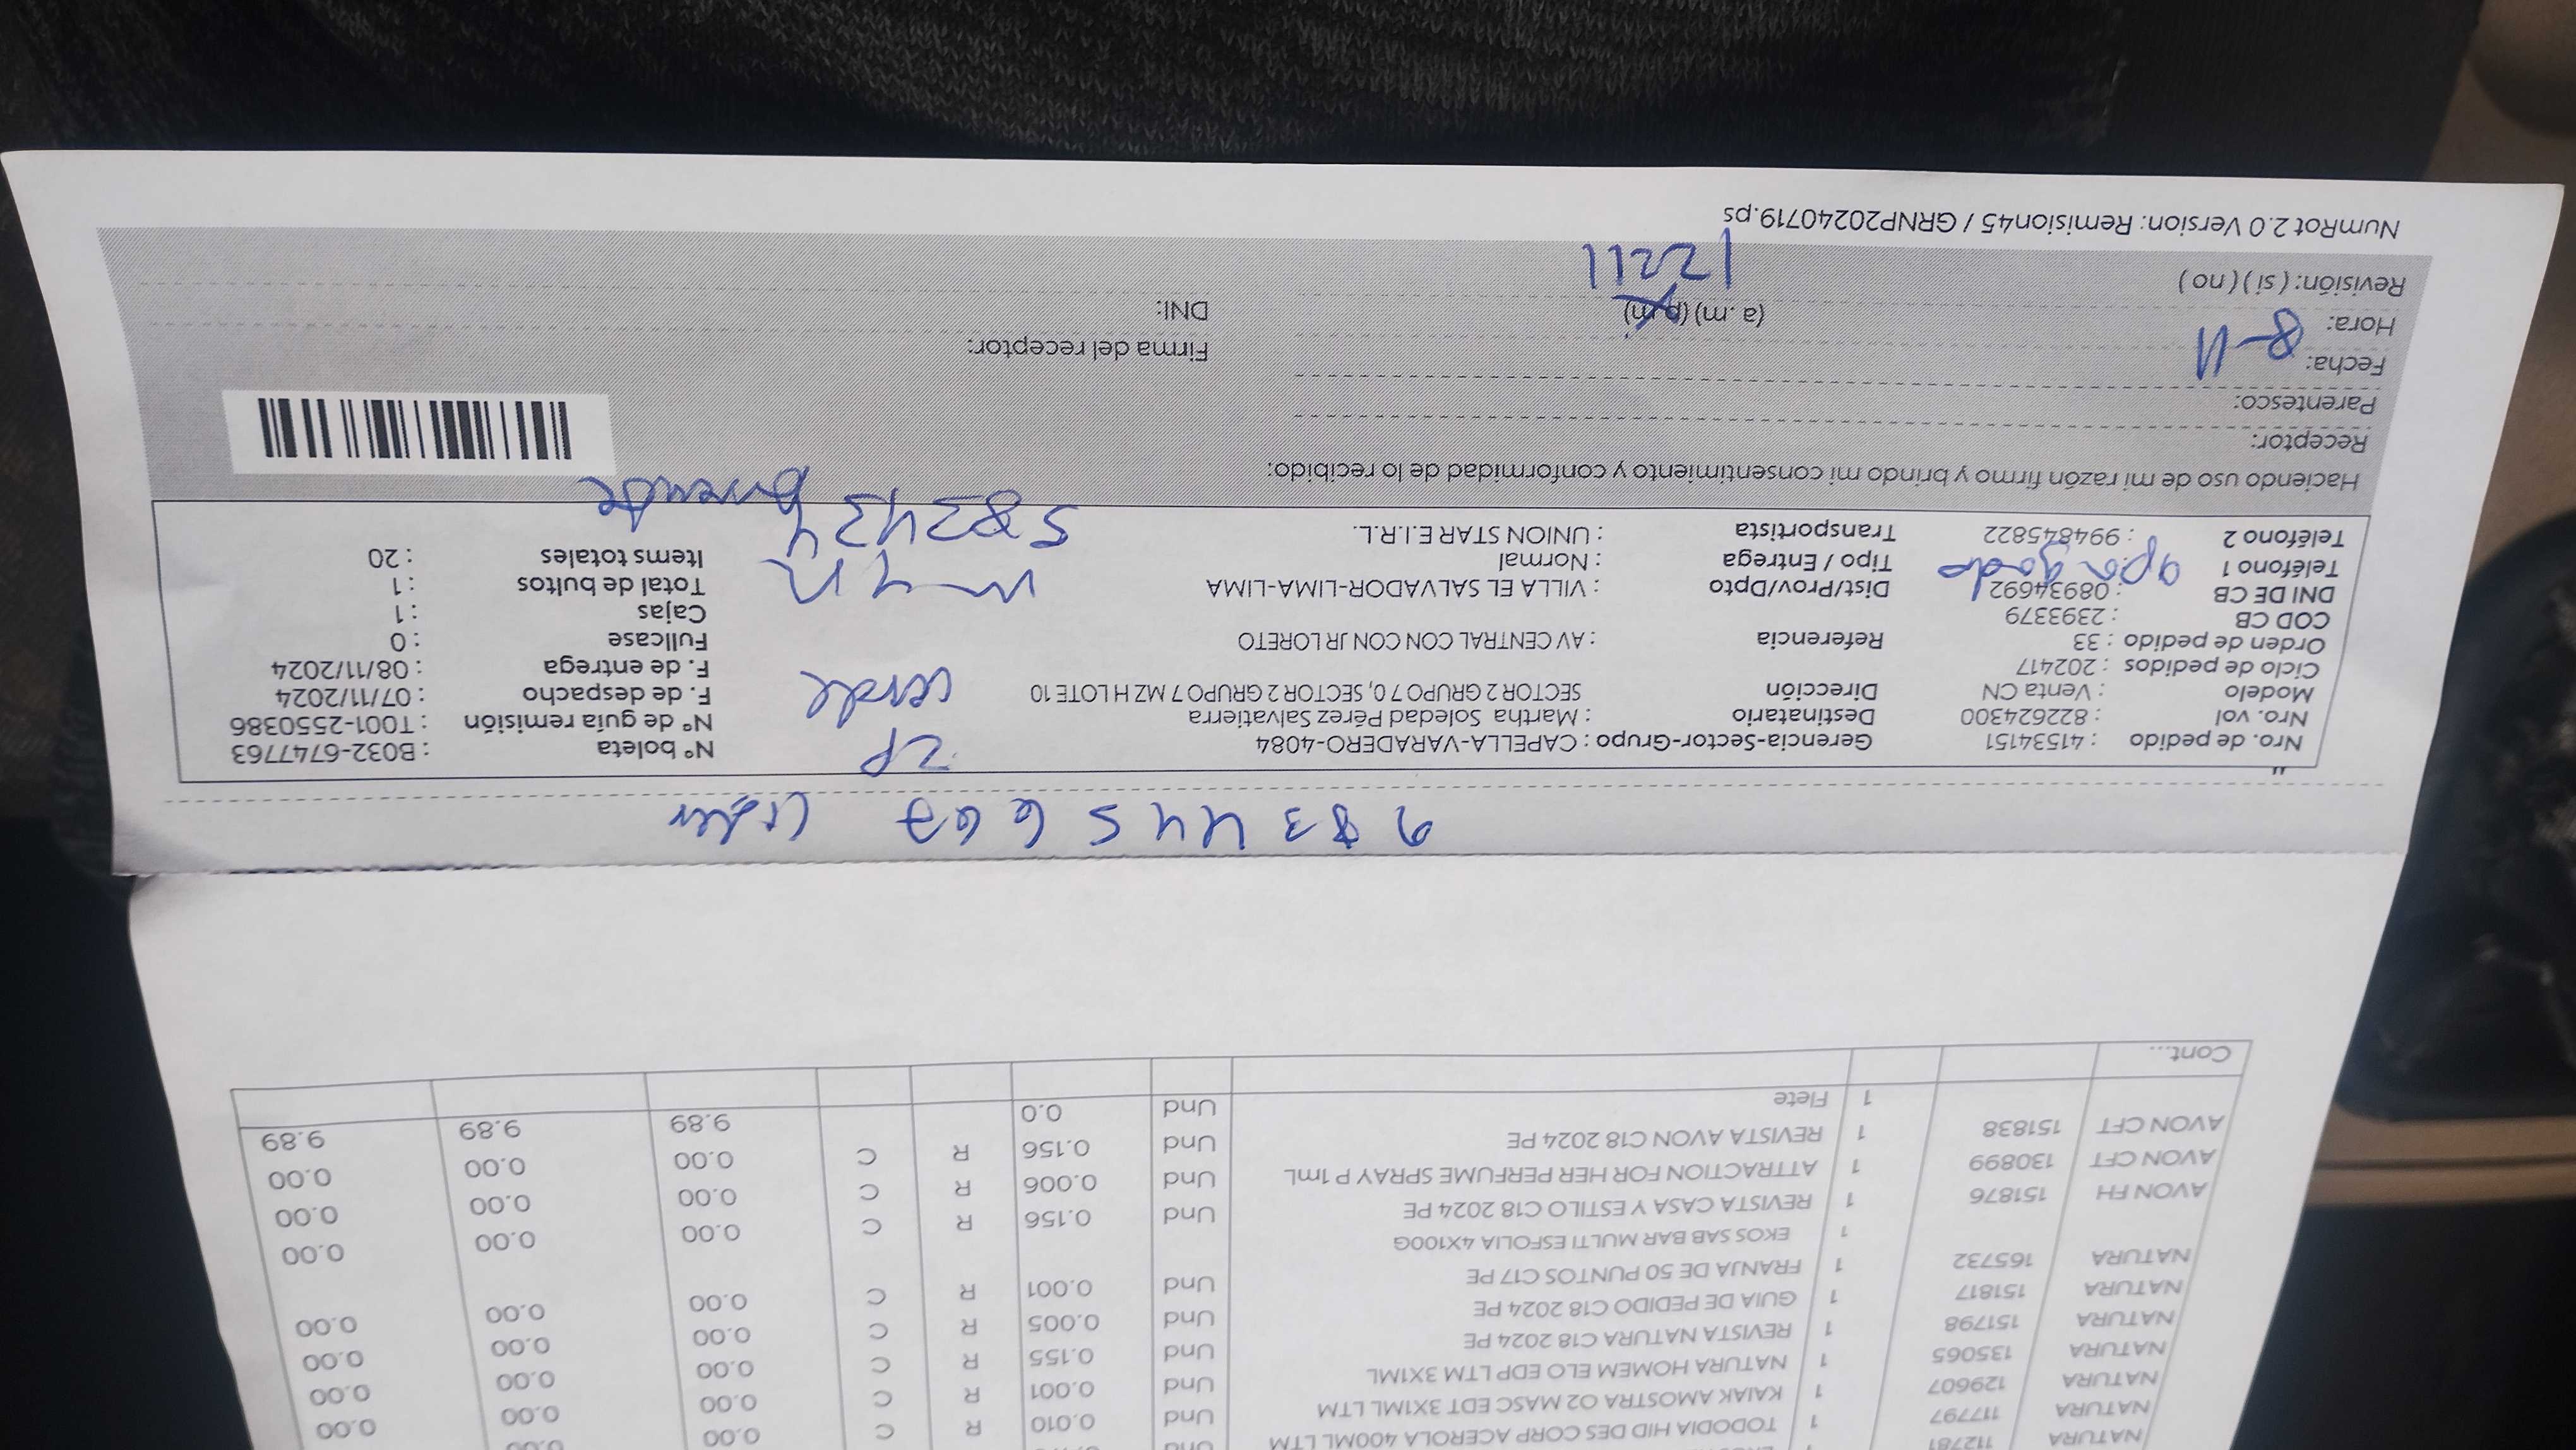 112781
NATURA 117797 1 TODODIA HID DES CORP ACEROLA 400ML LTM Und 0.00 0.00
NATURA 129607 1 KAIAK AMOSTRA O2 MASC EDT 3X1ML LTM Und 0.010 R C 0.00 0.00 0.00
NATURA 135065 1 NATURA HOMEM ELO EDP LTM 3X1ML Und 0.001 R C 0.00 0.00 0.00
NATURA 151798 1 REVISTA NATURA C18 2024 PE Und 0.155 R C 0.00 0.00 0.00
NATURA 151817 1 GUIA DE PEDIDO C18 2024 PE Und 0.005 R C 0.00 0.00 0.00
NATURA 165732 1 FRANJA DE 50 PUNTOS C17 PE Und 0.001 R C 0.00 0.00 0.00
1 EKOS SAB BAR MULTI ESFOLIA 4X100G
AVON FH 151876 1 REVISTA CASA Y ESTILO C18 2024 PE Und 0.156 R C 0.00 0.00 0.00
AVON CFT 130899 1 ATTRACTION FOR HER PERFUME SPRAY P 1mL Und 0.006 R C 0.00 0.00 0.00
AVON CFT 151838 1 REVISTA AVON C18 2024 PE Und 0.156 R C 0.00 0.00 0.00
1 Flete Und 0.0 9.89 9.89 9.89
Cont...
983445667 Lider
Nro. de pedido : 41534151 Gerencia-Sector-Grupo : CAPELLA-VARADERO-4084 2P Nº boleta : B032-6747763
Nro. vol : 822624300 Destinatario : Martha Soledad Pérez Salvatierra Nº de guía remisión : T001-2550386
Modelo : Venta CN Dirección SECTOR 2 GRUPO 7 0, SECTOR 2 GRUPO 7 MZ H LOTE 10 verde F. de despacho : 07/11/2024
Ciclo de pedidos : 202417 F. de entrega : 08/11/2024
Orden de pedido : 33 Referencia : AV CENTRAL CON CON JR LORETO Fullcase : 0
COD CB : 2393379 Cajas : 1
DNI DE CB : 08934692 Dist/Prov/Dpto : VILLA EL SALVADOR-LIMA-LIMA Total de bultos : 1
Teléfono 1 apagado Tipo / Entrega : Normal Items totales : 20
Teléfono 2 : 994845822 Transportista : UNION STAR E.I.R.L.
Haciendo uso de mi razón firmo y brindo mi consentimiento y conformidad de lo recibido:
Receptor:
Parentesco:
Fecha: 8-11 Firma del receptor:
Hora: (a. m) (p. m) DNI:
Revisión: ( si ) ( no ) 12211
NumRot 2.0 Version: Remision45 / GRNP20240719.ps